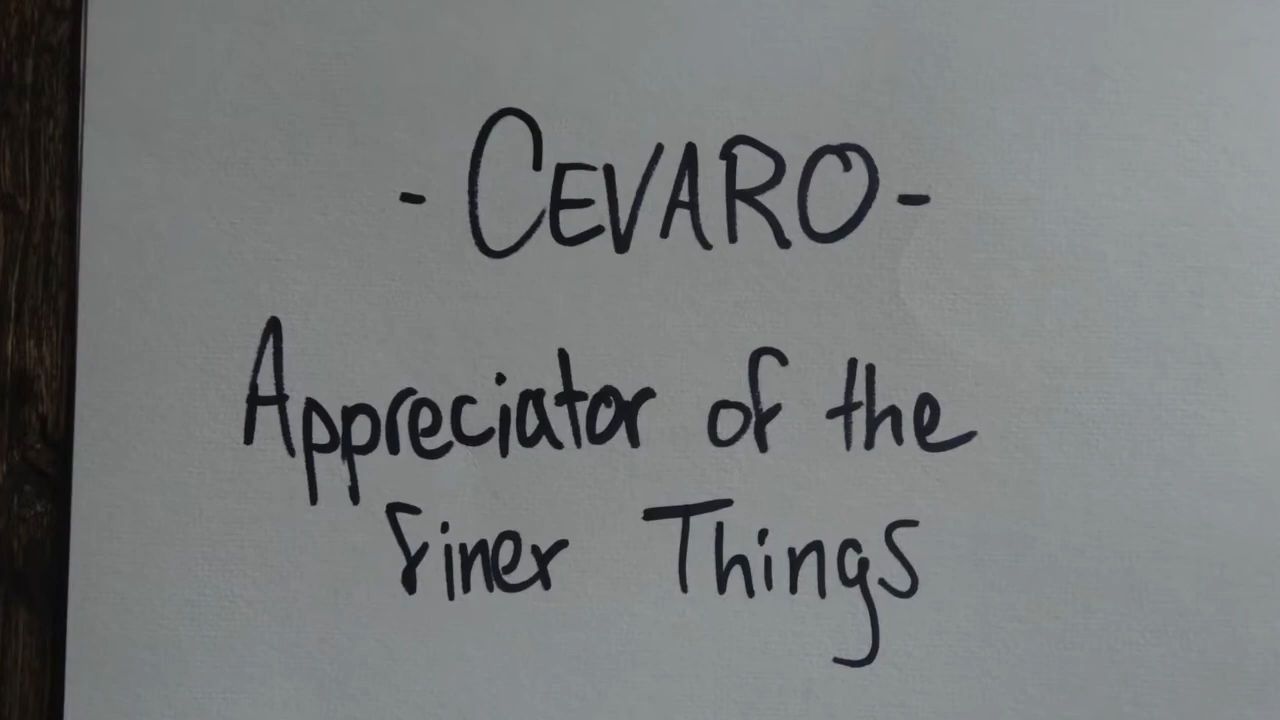 - CEVARO -
Appreciator of the
finer Things